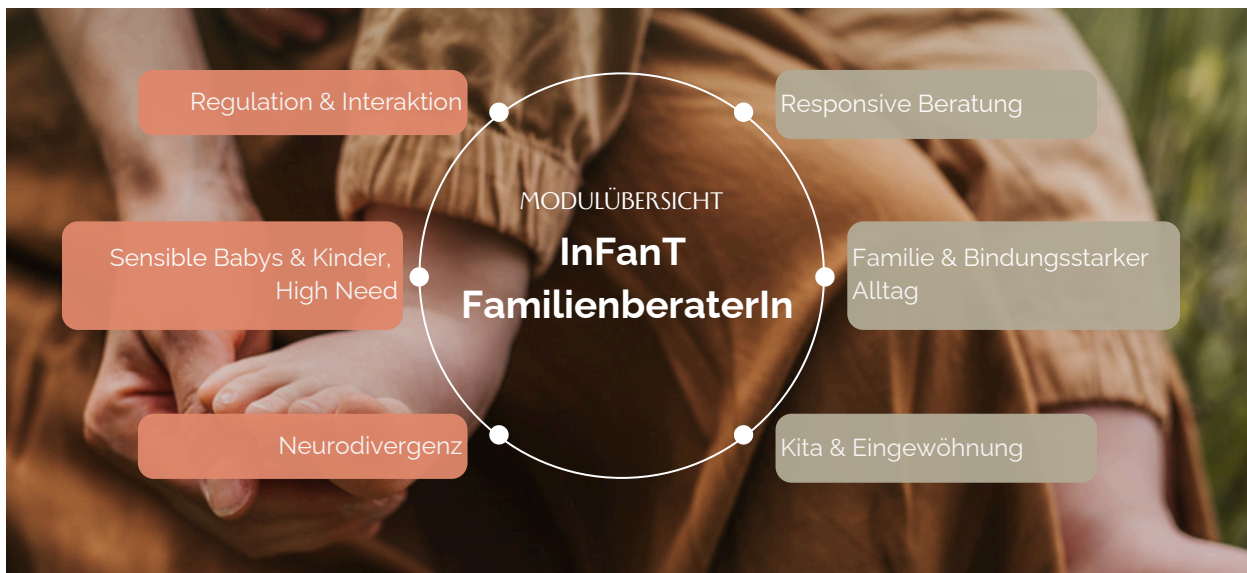 MODULÜBERSICHT
InFanT
FamilienberaterIn
Regulation & Interaktion
Sensible Babys & Kinder,
High Need
Neurodivergenz
Responsive Beratung
Familie & Bindungsstarker
Alltag
Kita & Eingewöhnung